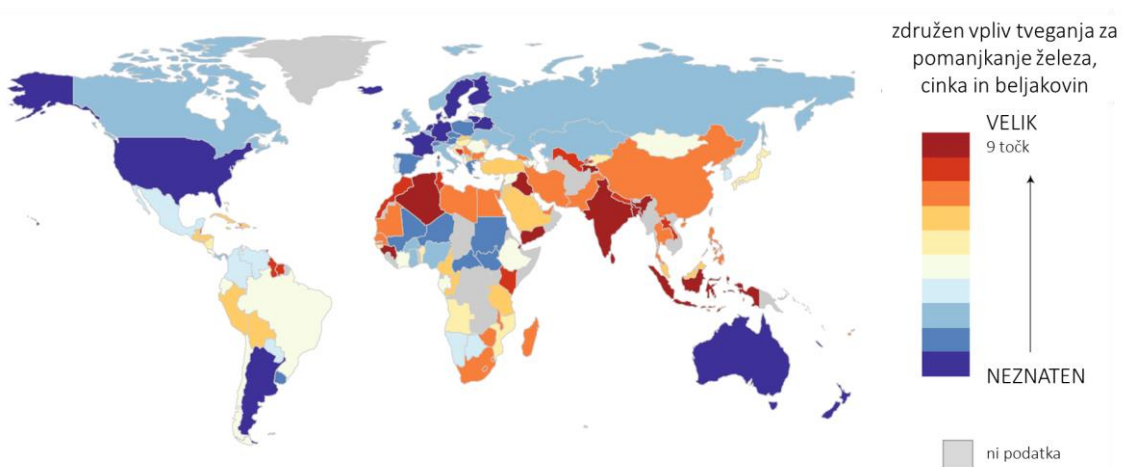 združen vpliv tveganja za
pomanjkanje železa,
cinka in beljakovin
VELIK
9 točk
NEZNATEN
ni podatka